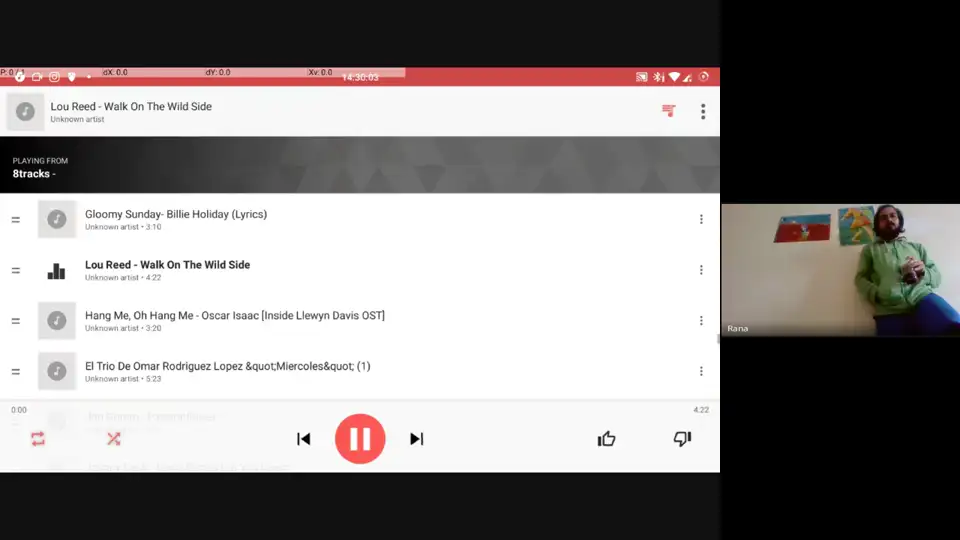 P: 0 / 1
dX: 0.0
dY: 0.0
Xv: 0.0
14:30:03
Lou Reed - Walk On The Wild Side
Unknown artist
PLAYING FROM
8tracks -
Gloomy Sunday- Billie Holiday (Lyrics)
Unknown artist • 3:10
Lou Reed - Walk On The Wild Side
Unknown artist • 4:22
Hang Me, Oh Hang Me - Oscar Isaac [Inside Llewyn Davis OST]
Unknown artist • 3:20
El Trio De Omar Rodriguez Lopez &quot;Miercoles&quot; (1)
Unknown artist • 5:23
0:00
4:22
Rana